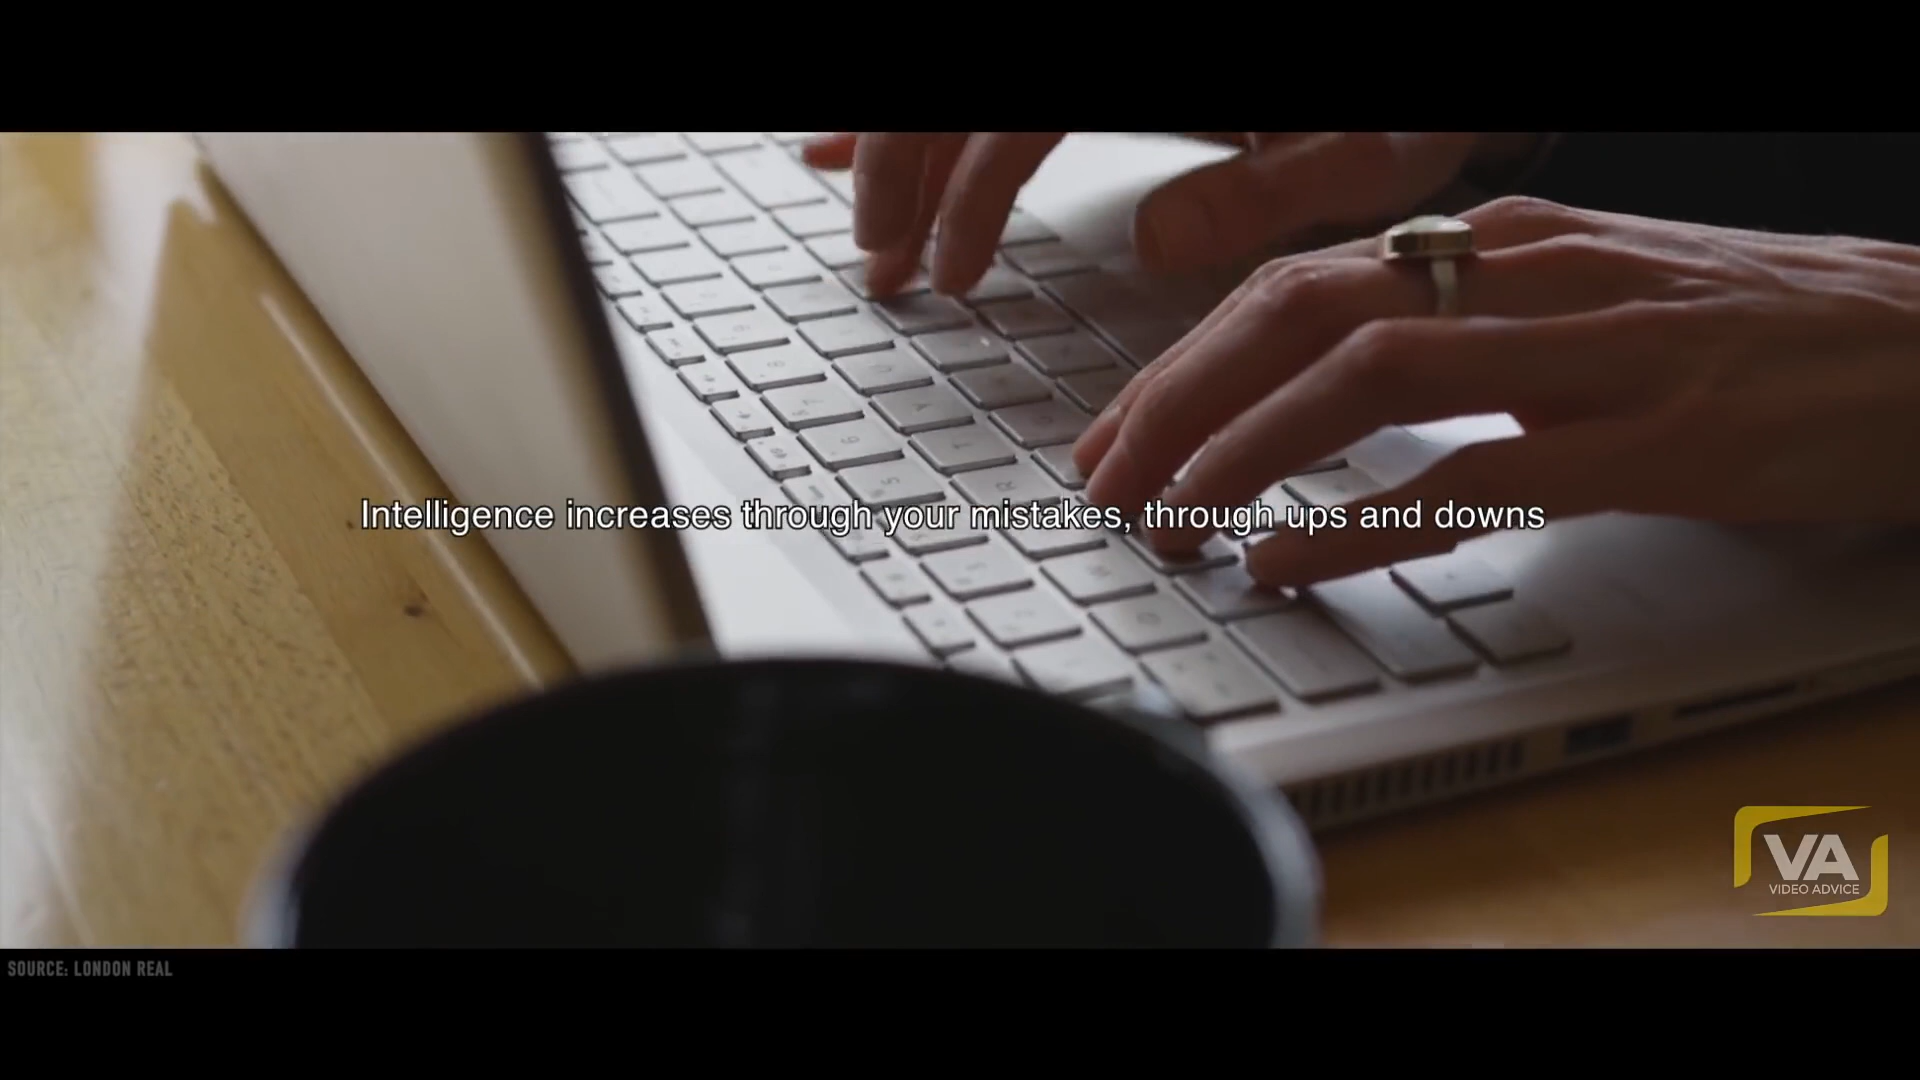 Intelligence increases through your mistakes, through ups and downs
VA
VIDEO ADVICE
SOURCE: LONDON REAL